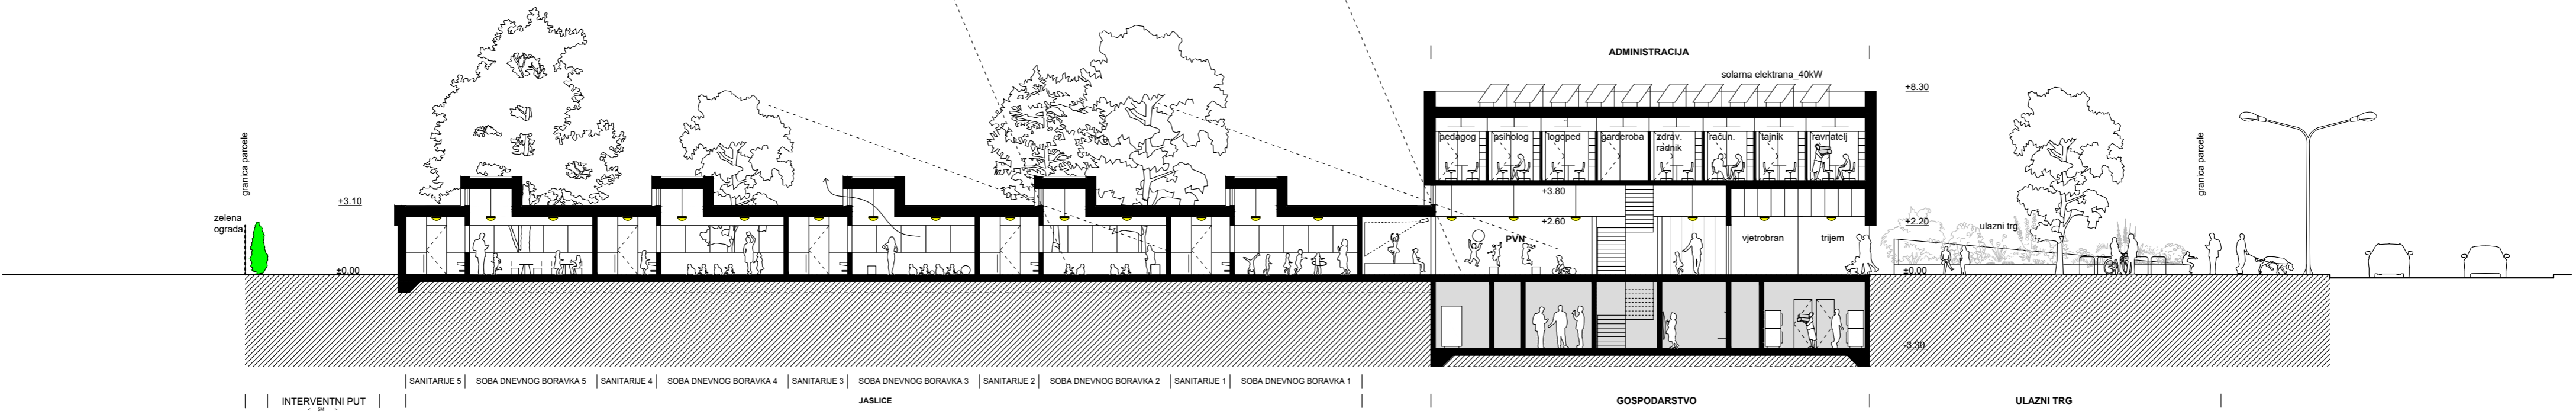 ADMINISTRACIJA
solarna elektrana_40kW
+8.30
granica parcele
pedagog
psiholog
logoped
garderoba
zdrav.
radnik
račun.
tajnik
ravnatelj
granica parcele
+3.10
zelena
ograda
+3.80
+2.60
+2.20
PVN
vjetrobran
trijem
ulazni trg
±0.00
±0.00
-3.30
SANITARIJE 5
SOBA DNEVNOG BORAVKA 5
SANITARIJE 4
SOBA DNEVNOG BORAVKA 4
SANITARIJE 3
SOBA DNEVNOG BORAVKA 3
SANITARIJE 2
SOBA DNEVNOG BORAVKA 2
SANITARIJE 1
SOBA DNEVNOG BORAVKA 1
INTERVENTNI PUT
JASLICE
GOSPODARSTVO
ULAZNI TRG